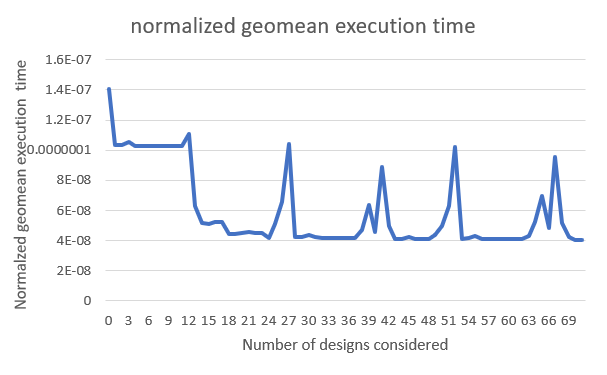 normalized geomean execution time
Normalzed geomean execution time
1.6E-07
1.4E-07
1.2E-07
0.0000001
8E-08
6E-08
4E-08
2E-08
0
0 3 6 9 12 15 18 21 24 27 30 33 36 39 42 45 48 51 54 57 60 63 66 69
Number of designs considered